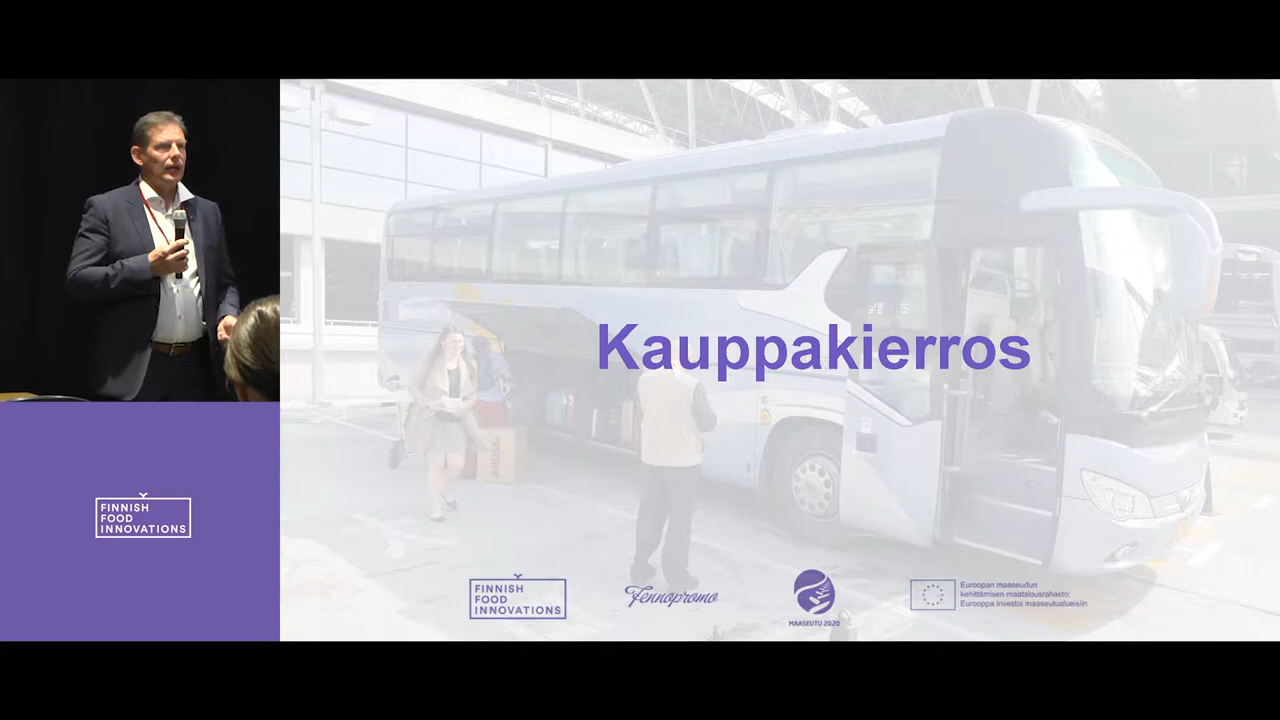 Kauppakierros
FINNISH
FOOD
INNOVATIONS
FINNISH
FOOD
INNOVATIONS
Fennopromo
MAASEUTU 2020
Euroopan maaseudun
kehittämisen maatalousrahasto:
Eurooppa investoi maaseutualueisiin